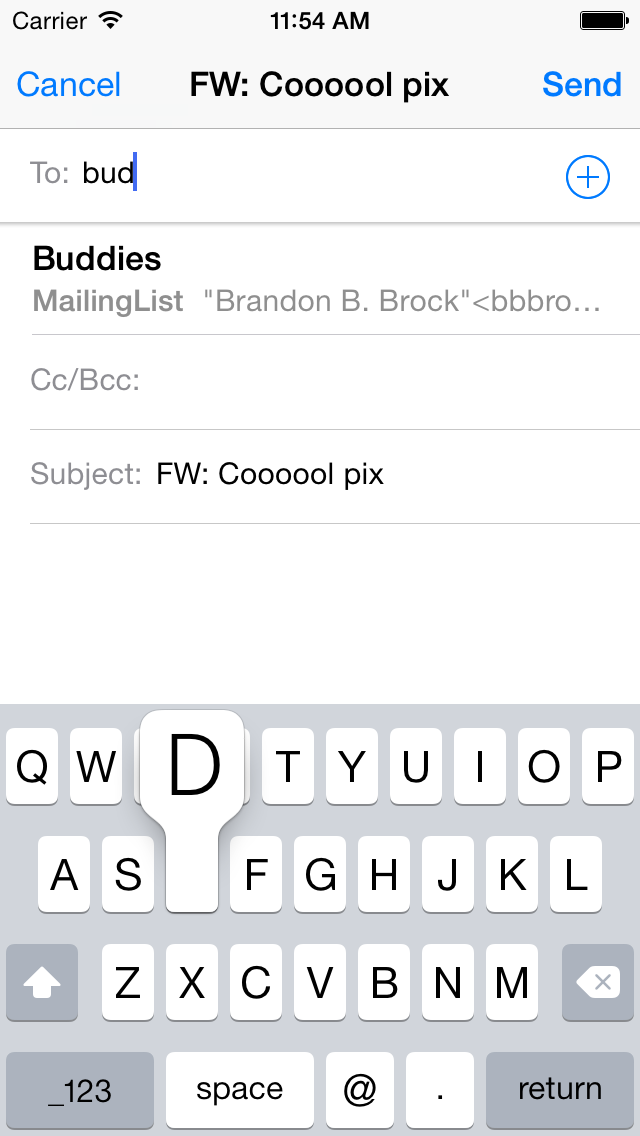 Carrier 11:54 AM
Cancel FW: Coooool pix Send
To: bud
Buddies
MailingList "Brandon B. Brock"<bbbro...
Cc/Bcc:
Subject: FW: Coooool pix
Q W D T Y U I O P
A S F G H J K L
Z X C V B N M
_123 space @ . return